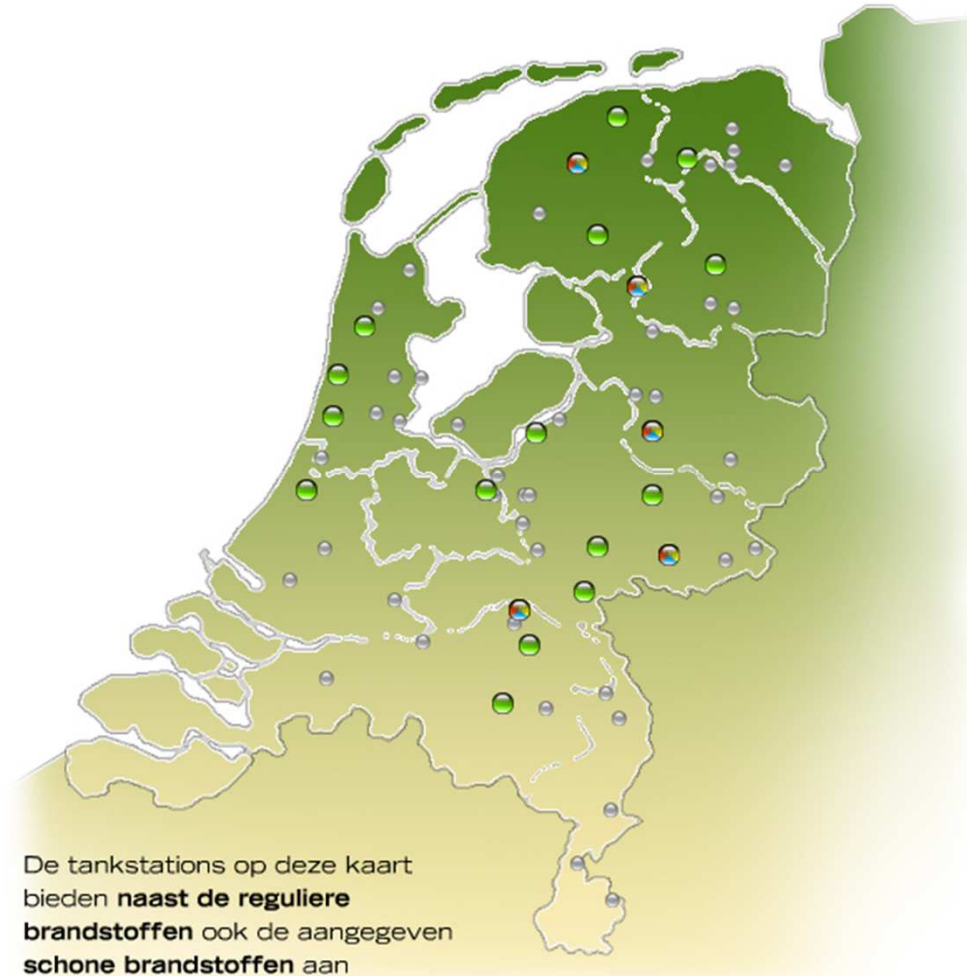 De tankstations op deze kaart
bieden naast de reguliere
brandstoffen ook de aangegeven
schone brandstoffen aan